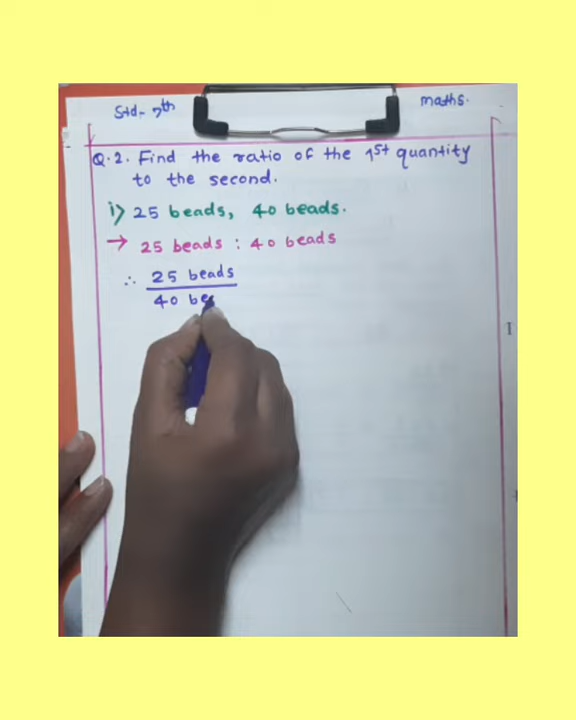 Std- 7th
maths.
Q.2. Find the ratio of the 1st quantity
to the second.
i) 25 beads, 40 beads.
→ 25 beads : 40 beads
∴ 25 beads
40 bea